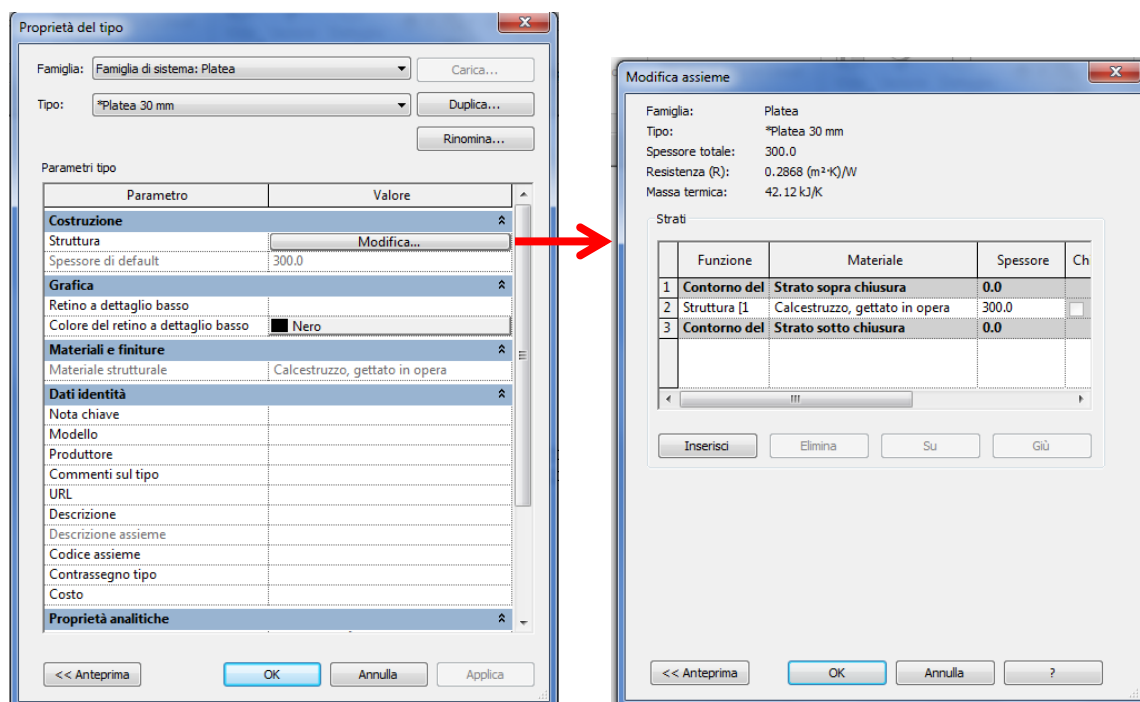 Proprietà del tipo
Famiglia: Famiglia di sistema: Platea Carica...
Tipo: *Platea 30 mm Duplica...
Rinomina...
Parametri tipo
Parametro Valore
Costruzione
Struttura Modifica...
Spessore di default 300.0
Grafica
Retino a dettaglio basso
Colore del retino a dettaglio basso Nero
Materiali e finiture
Materiale strutturale Calcestruzzo, gettato in opera
Dati identità
Nota chiave
Modello
Produttore
Commenti sul tipo
URL
Descrizione
Descrizione assieme
Codice assieme
Contrassegno tipo
Costo
Proprietà analitiche
<< Anteprima OK Annulla Applica
Modifica assieme
Famiglia: Platea
Tipo: *Platea 30 mm
Spessore totale: 300.0
Resistenza (R): 0.2868 (m²·K)/W
Massa termica: 42.12 kJ/K
Strati
Funzione Materiale Spessore Ch
1 Contorno del Strato sopra chiusura 0.0
2 Struttura [1 Calcestruzzo, gettato in opera 300.0
3 Contorno del Strato sotto chiusura 0.0
Inserisci Elimina Su Giù
<< Anteprima OK Annulla ?